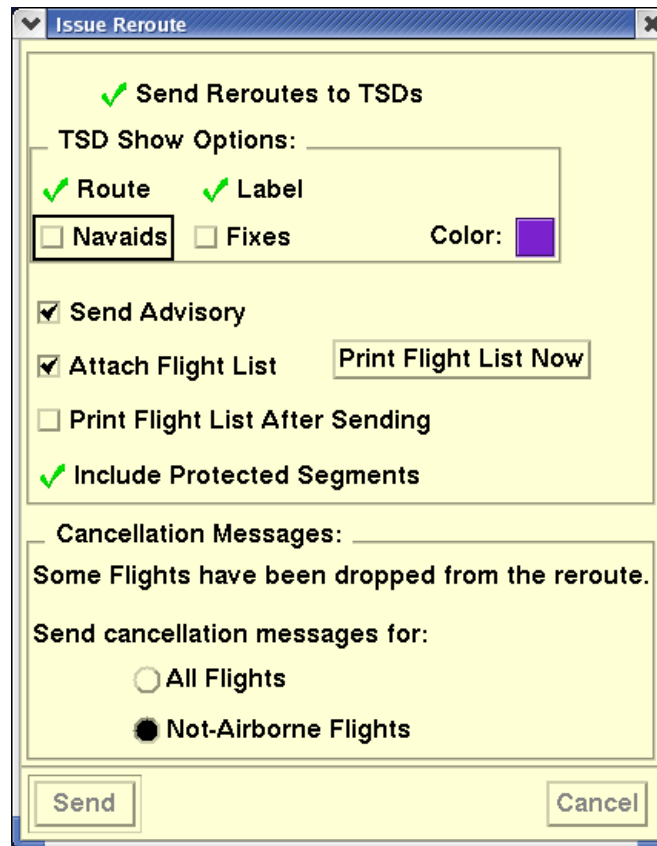 Issue Reroute
Send Reroutes to TSDs
TSD Show Options:
Route Label
Navaids Fixes Color:
Send Advisory
Attach Flight List Print Flight List Now
Print Flight List After Sending
Include Protected Segments
Cancellation Messages:
Some Flights have been dropped from the reroute.
Send cancellation messages for:
All Flights
Not-Airborne Flights
Send Cancel